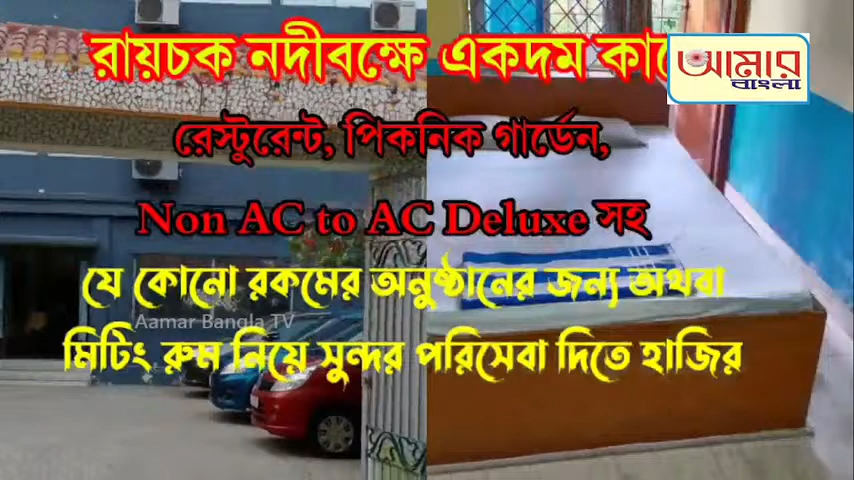 রায়চক নদীবক্ষে একদম
আমার
বাংলা
রেস্টুরেন্ট, পিকনিক গার্ডেন,
Non AC to AC Deluxe সহ
যে কোনো রকমের অনুষ্ঠানের জন্য অথবা
Aamar Bangla TV
মিটিং রুম নিয়ে সুন্দর পরিসেবা দিতে হাজির